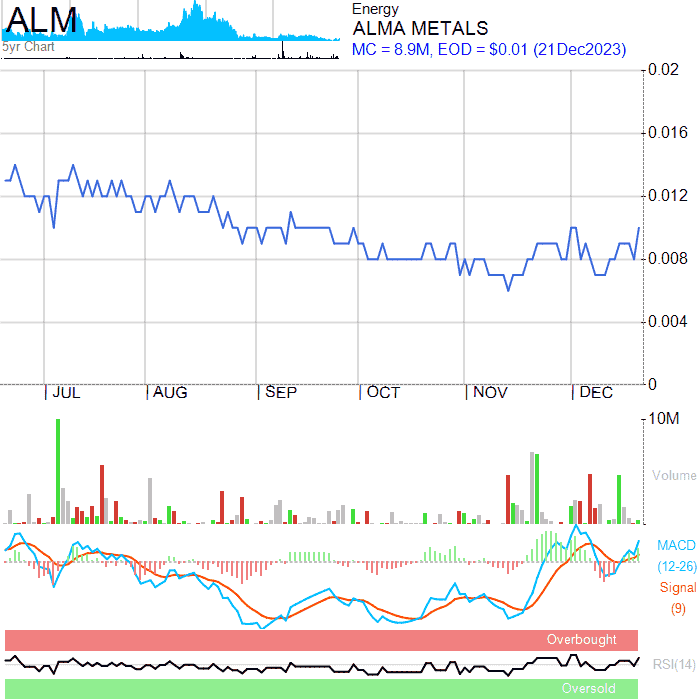 ALM
5yr Chart
Energy
ALMA METALS
MC = 8.9M, EOD = $0.01 (21Dec2023)
0.02
0.016
0.012
0.008
0.004
0
JUL AUG SEP OCT NOV DEC
10M
Volume
MACD
(12-26)
Signal
(9)
Overbought
RSI(14)
Oversold